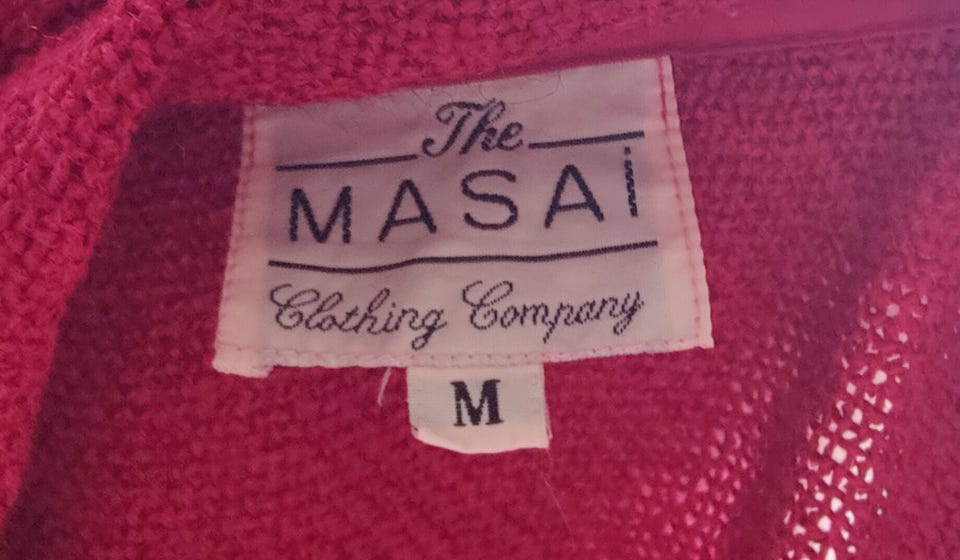 The
MASAI
Clothing Company
M